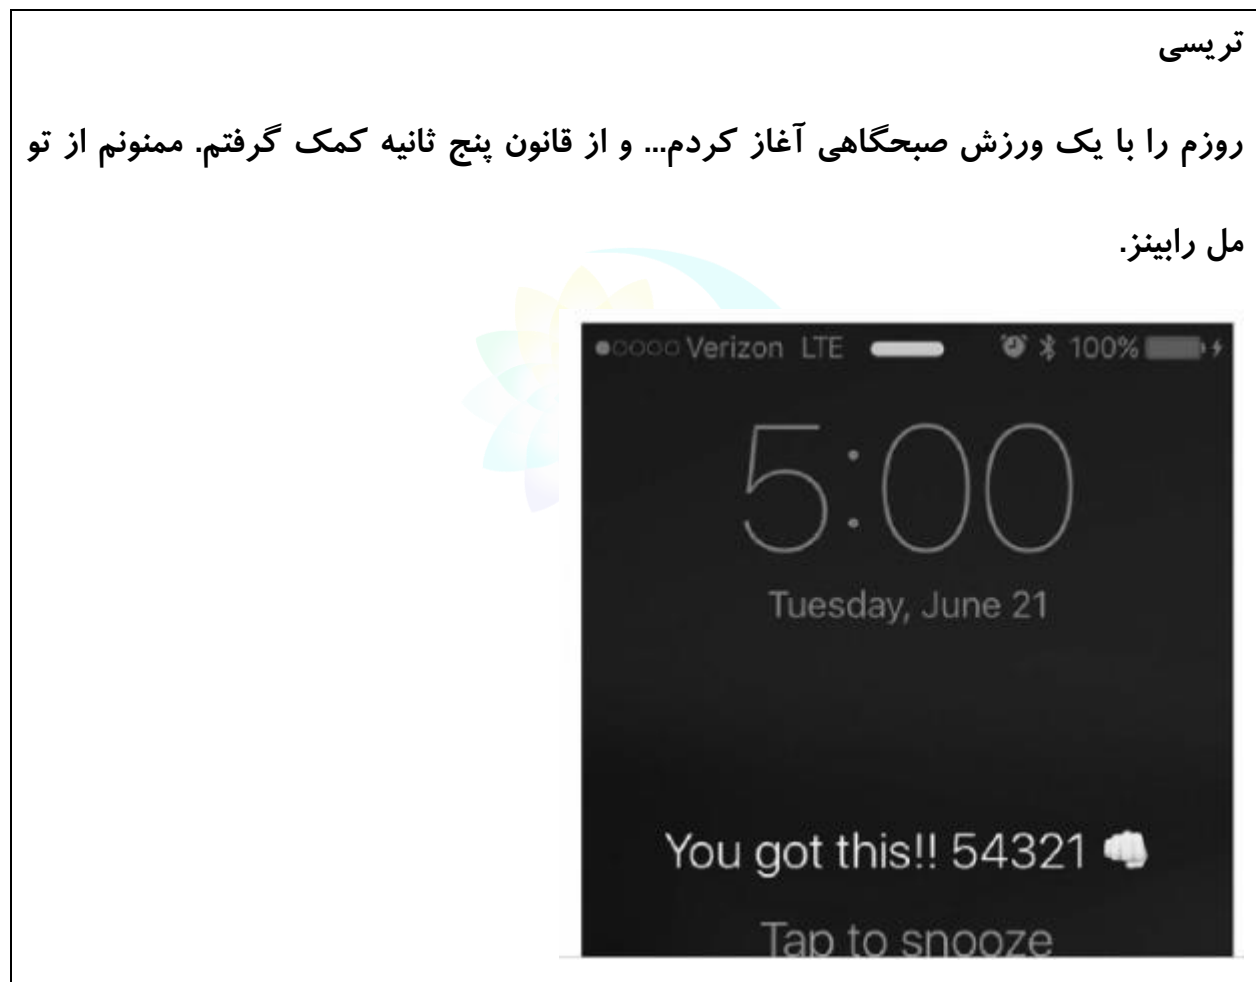 تریسی
روزم را با یک ورزش صبحگاهی آغاز کردم... و از قانون پنج ثانیه کمک گرفتم. ممنونم از تو
مل رابینز.
Verizon LTE 100%
5:00
Tuesday, June 21
You got this!! 54321 👊
Tap to snooze